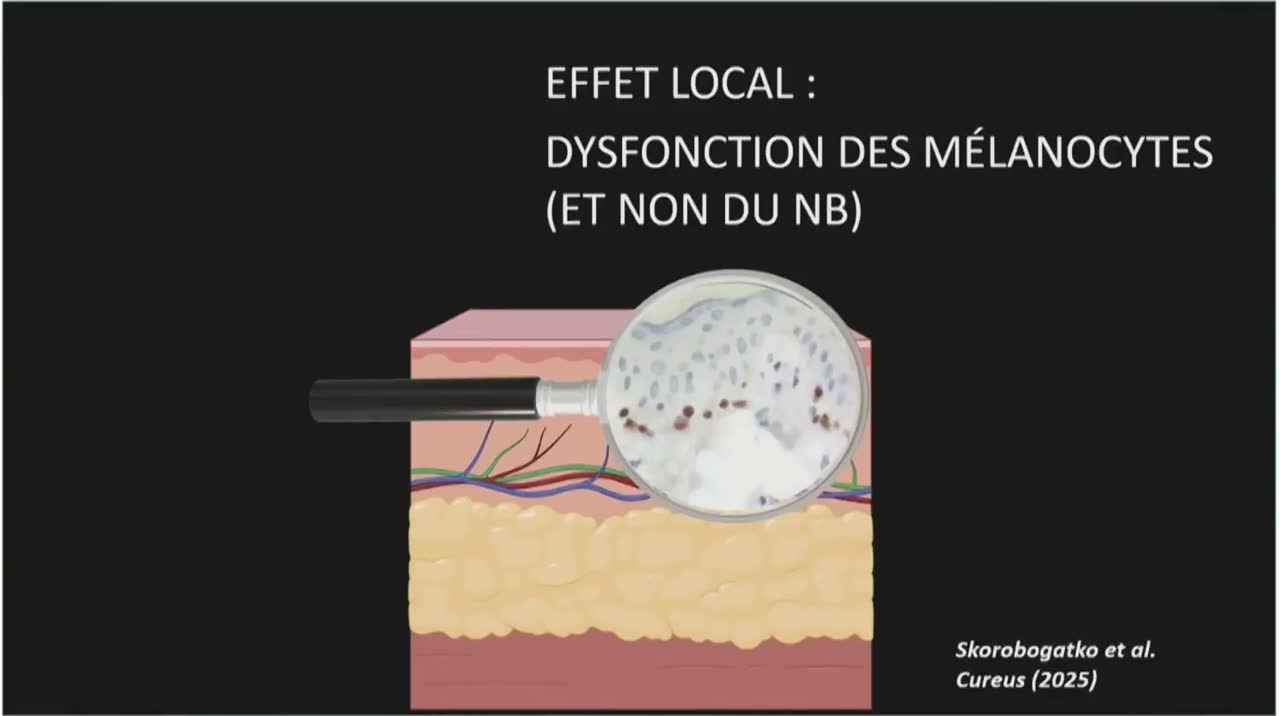 EFFET LOCAL :
DYSFONCTION DES MÉLANOCYTES
(ET NON DU NB)
Skorobogatko et al.
Cureus (2025)